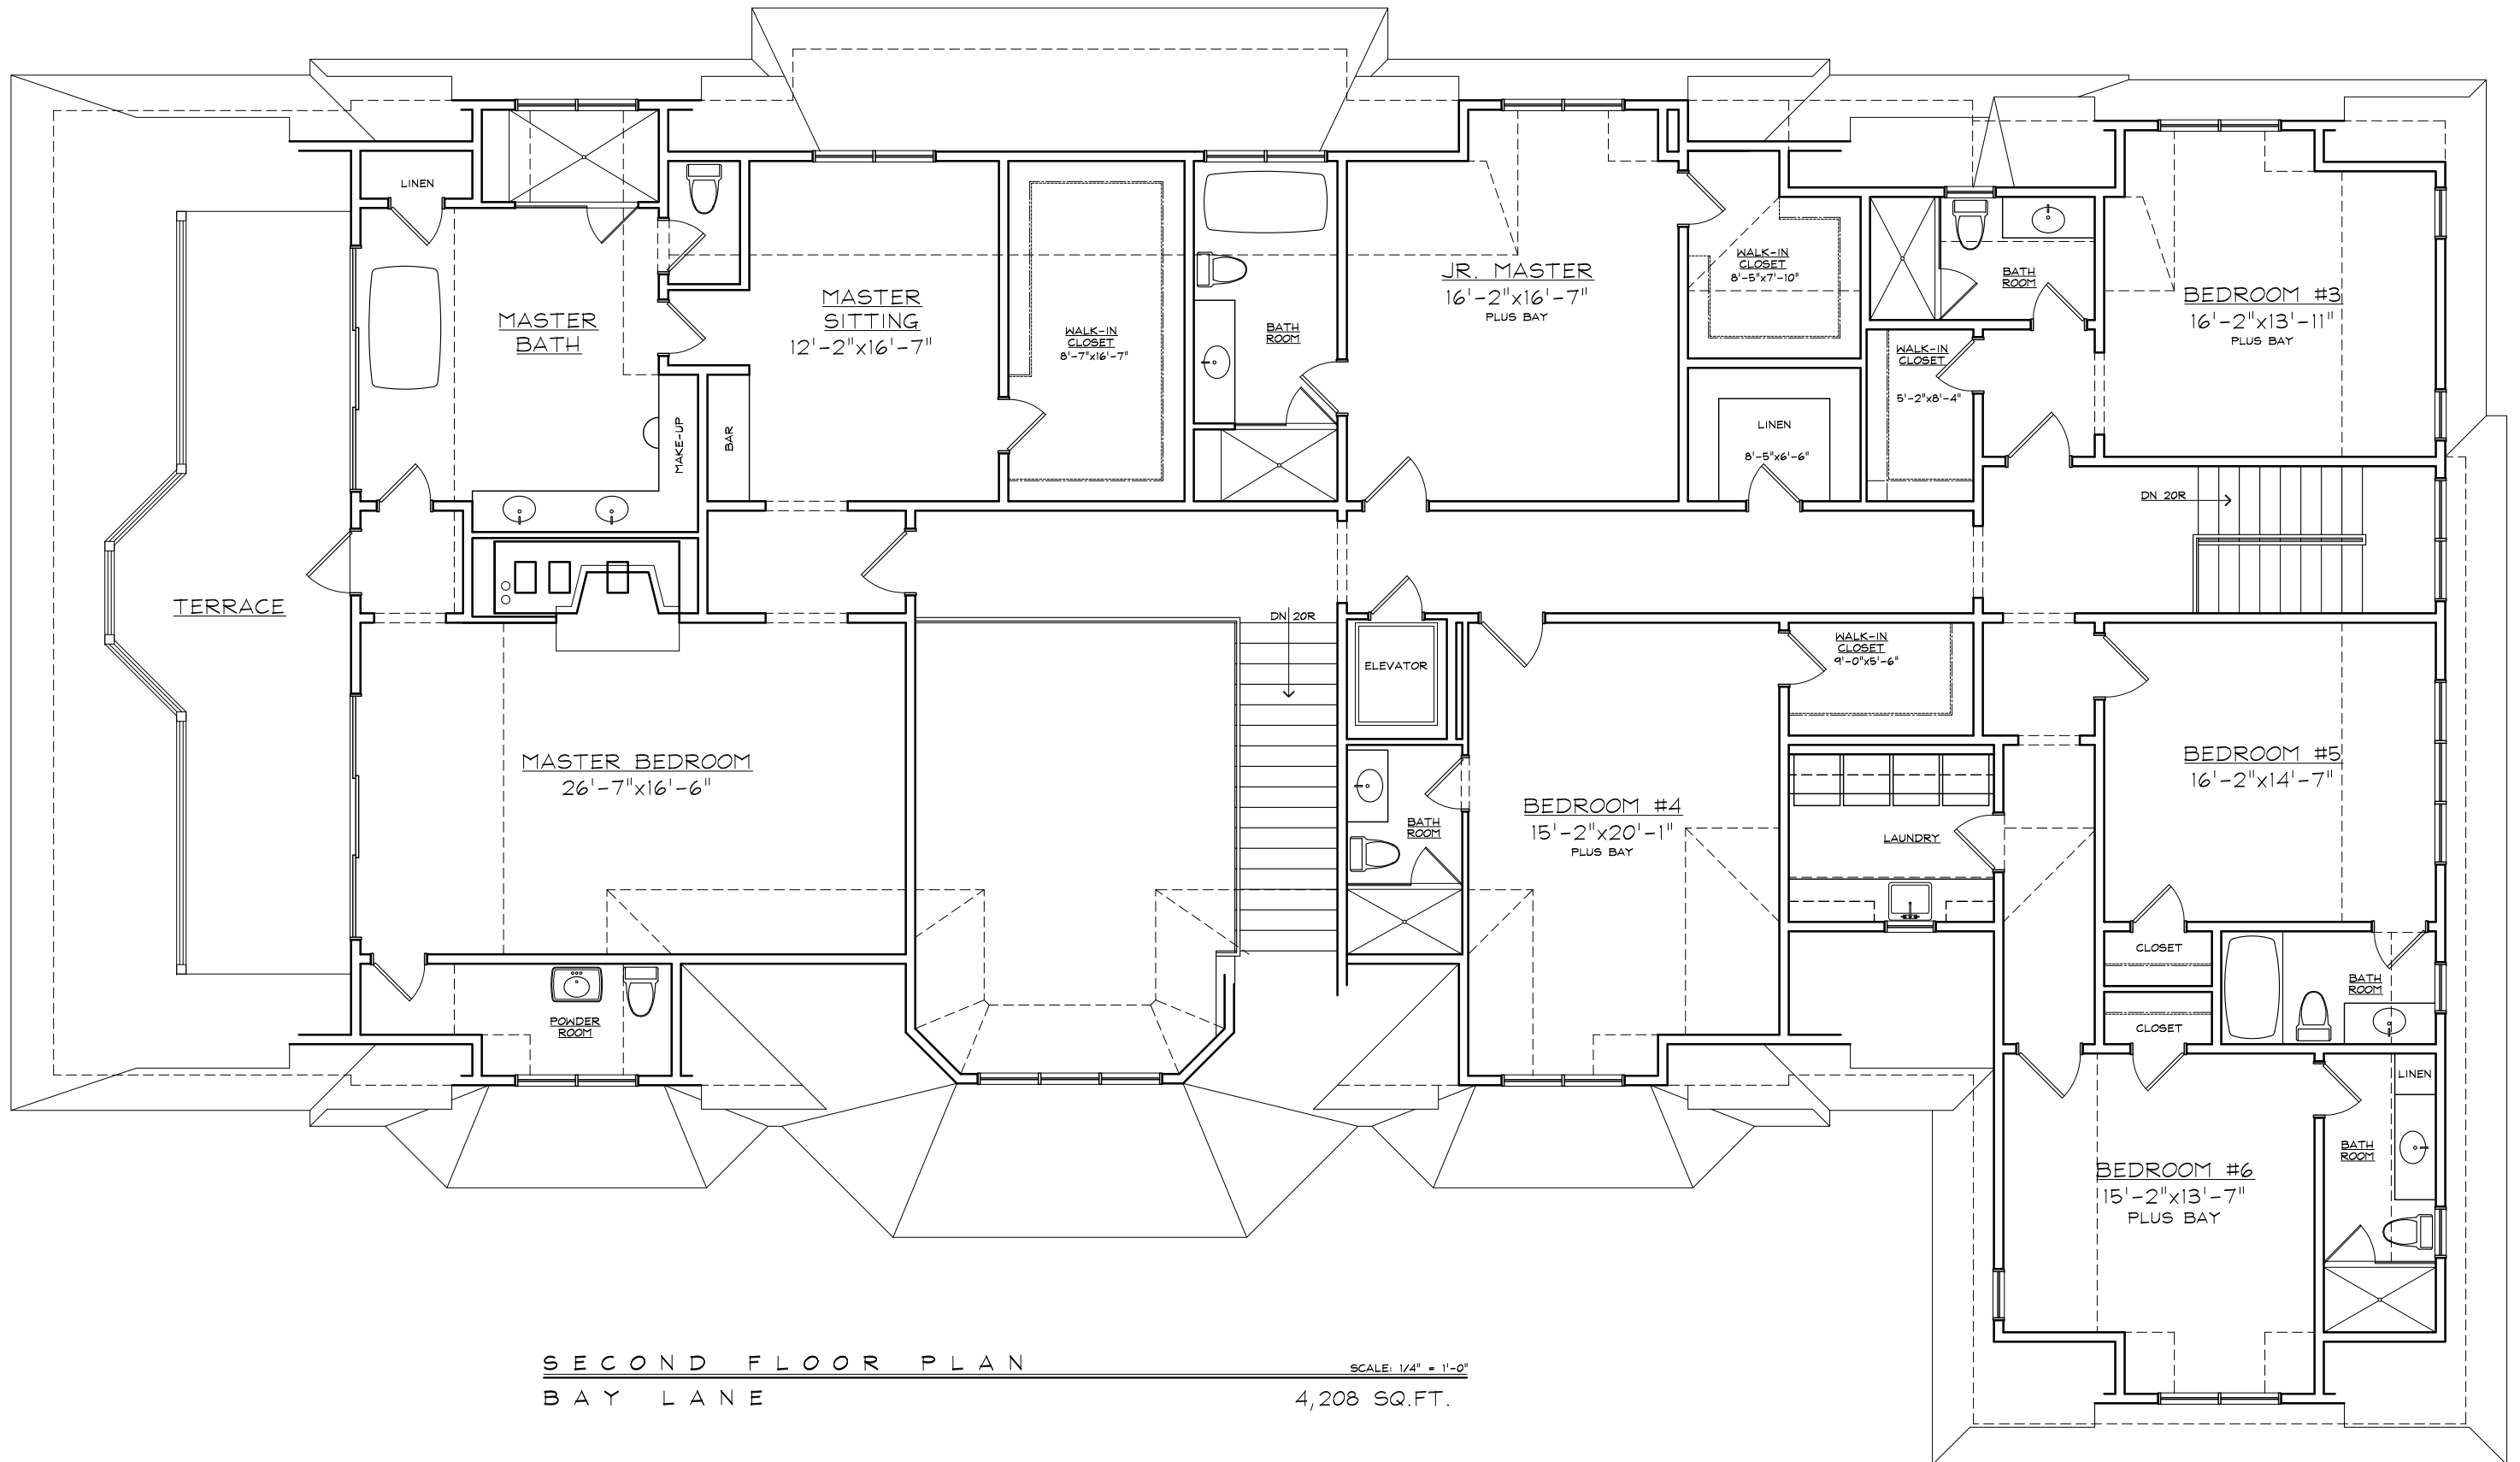 LINEN
MASTER
BATH
MAKE-UP
BAR
MASTER
SITTING
12'-2"x16'-7"
WALK-IN
CLOSET
8'-7"x16'-7"
BATH
ROOM
JR. MASTER
16'-2"x16'-7"
PLUS BAY
WALK-IN
CLOSET
8'-5"x7'-10"
LINEN
8'-5"x6'-6"
BATH
ROOM
WALK-IN
CLOSET
5'-2"x8'-4"
BEDROOM #3
16'-2"x13'-11"
PLUS BAY
DN 20R
TERRACE
DN 20R
ELEVATOR
WALK-IN
CLOSET
9'-0"x5'-6"
MASTER BEDROOM
26'-7"x16'-6"
BATH
ROOM
BEDROOM #4
15'-2"x20'-1"
PLUS BAY
LAUNDRY
BEDROOM #5
16'-2"x14'-7"
CLOSET
BATH
ROOM
CLOSET
POWDER
ROOM
LINEN
BATH
ROOM
BEDROOM #6
15'-2"x13'-7"
PLUS BAY
SECOND FLOOR PLAN
SCALE: 1/4" = 1'-0"
BAY LANE
4,208 SQ.FT.